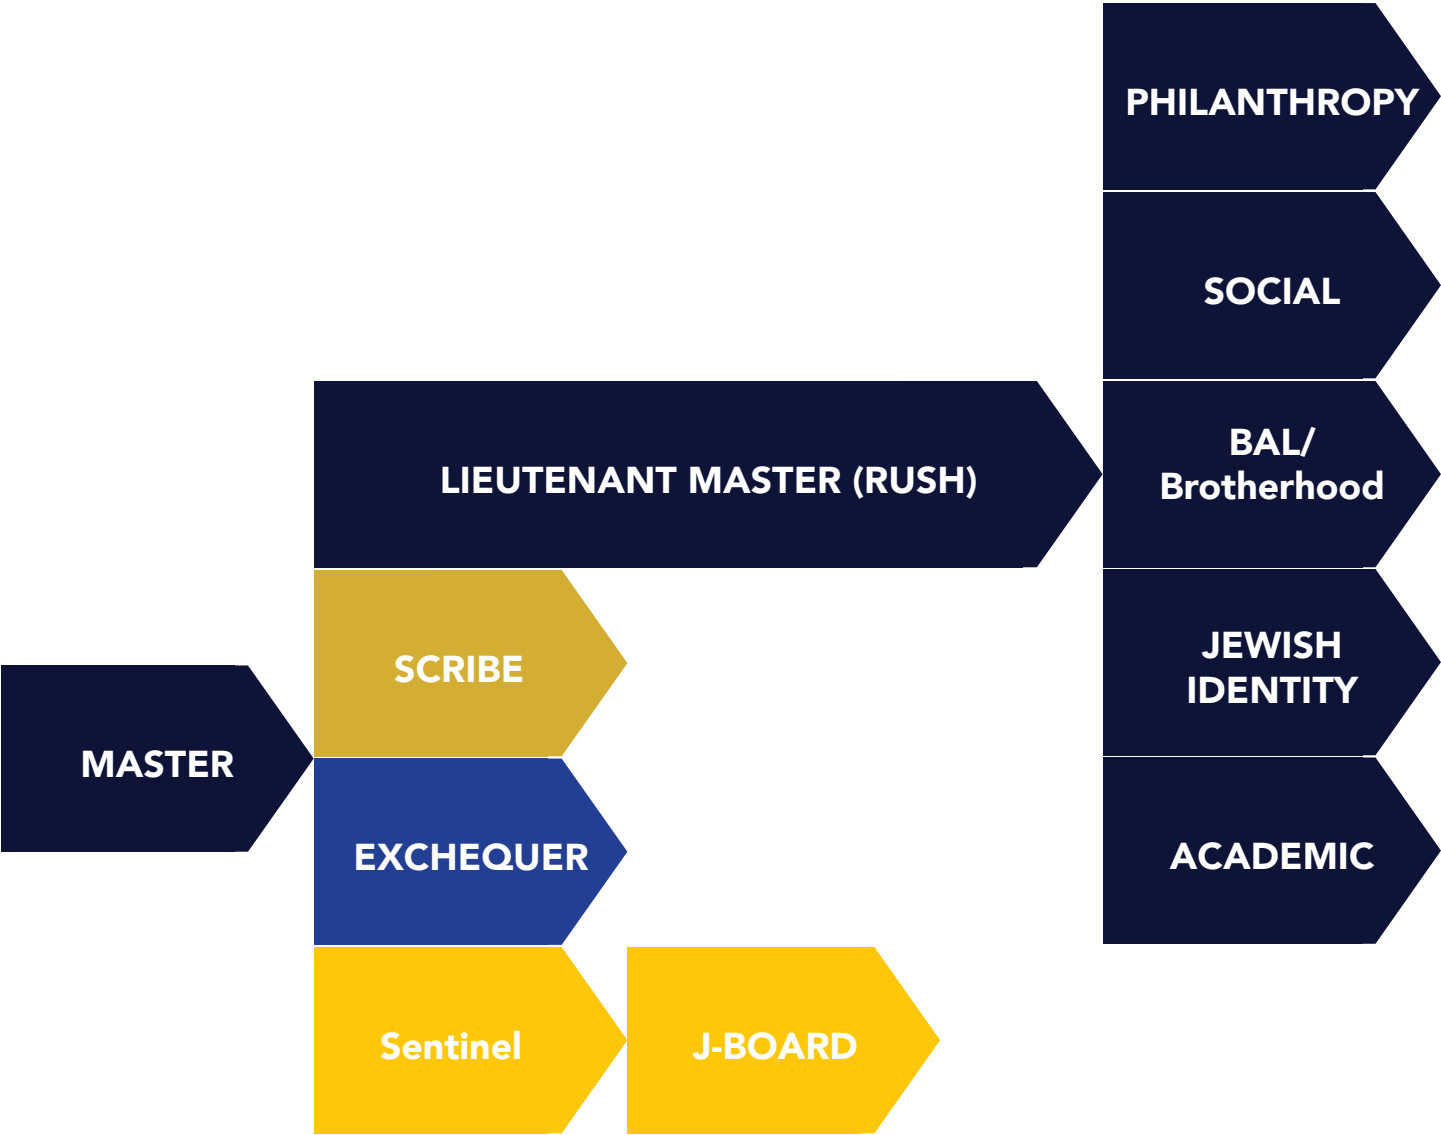 PHILANTHROPY
SOCIAL
BAL/
Brotherhood
LIEUTENANT MASTER (RUSH)
JEWISH
IDENTITY
SCRIBE
MASTER
EXCHEQUER
ACADEMIC
Sentinel
J-BOARD